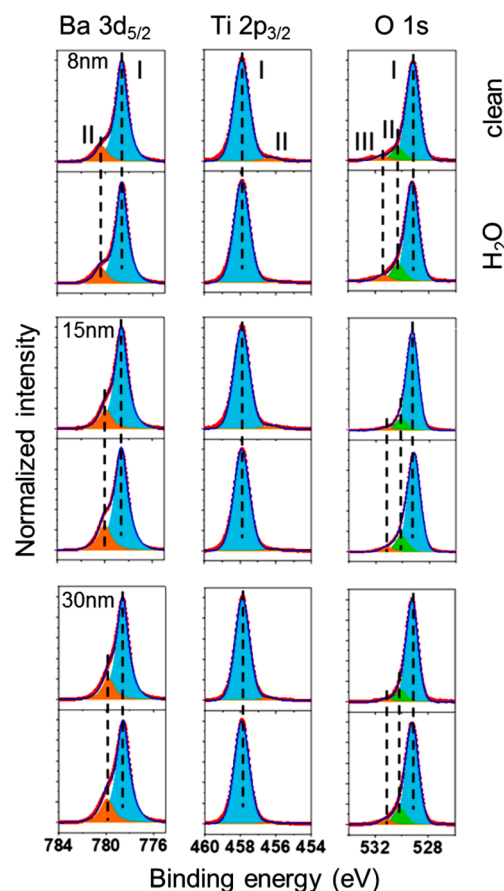 Ba 3d5/2 Ti 2p3/2 O 1s
8nm I I I
II II III II
clean
H2O
15nm
30nm
Normalized intensity
784 780 776 460 458 456 454 532 528
Binding energy (eV)